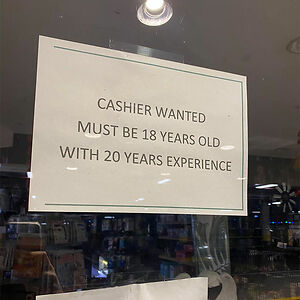 CASHIER WANTED
MUST BE 18 YEARS OLD
WITH 20 YEARS EXPERIENCE